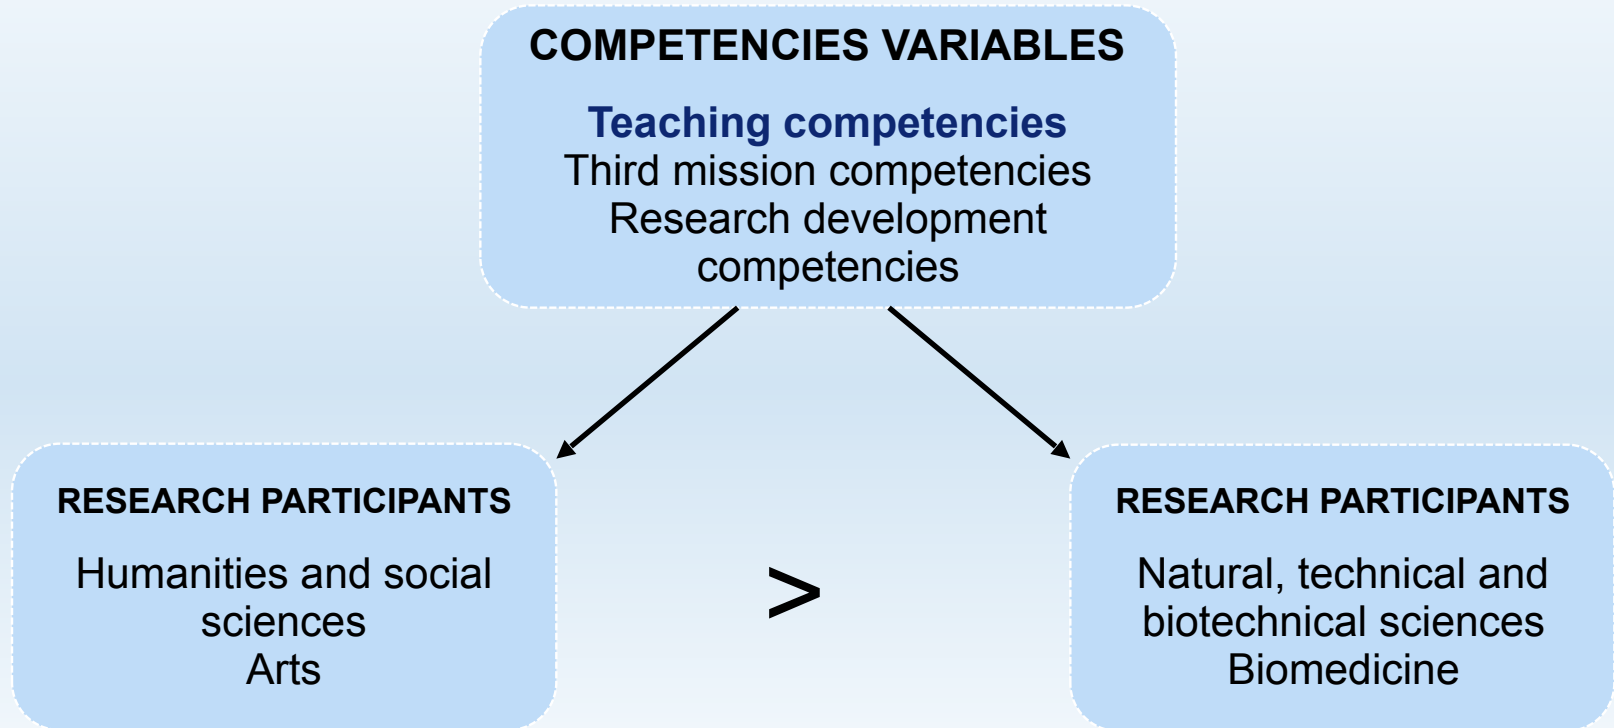 COMPETENCIES VARIABLES
Teaching competencies
Third mission competencies
Research development
competencies
RESEARCH PARTICIPANTS
Humanities and social
sciences
Arts
>
RESEARCH PARTICIPANTS
Natural, technical and
biotechnical sciences
Biomedicine